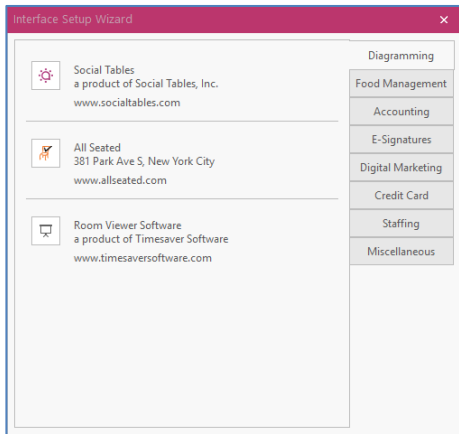 Interface Setup Wizard
Social Tables
a product of Social Tables, Inc.
www.socialtables.com
All Seated
381 Park Ave S, New York City
www.allseated.com
Room Viewer Software
a product of Timesaver Software
www.timesaversoftware.com
Diagramming
Food Management
Accounting
E-Signatures
Digital Marketing
Credit Card
Staffing
Miscellaneous